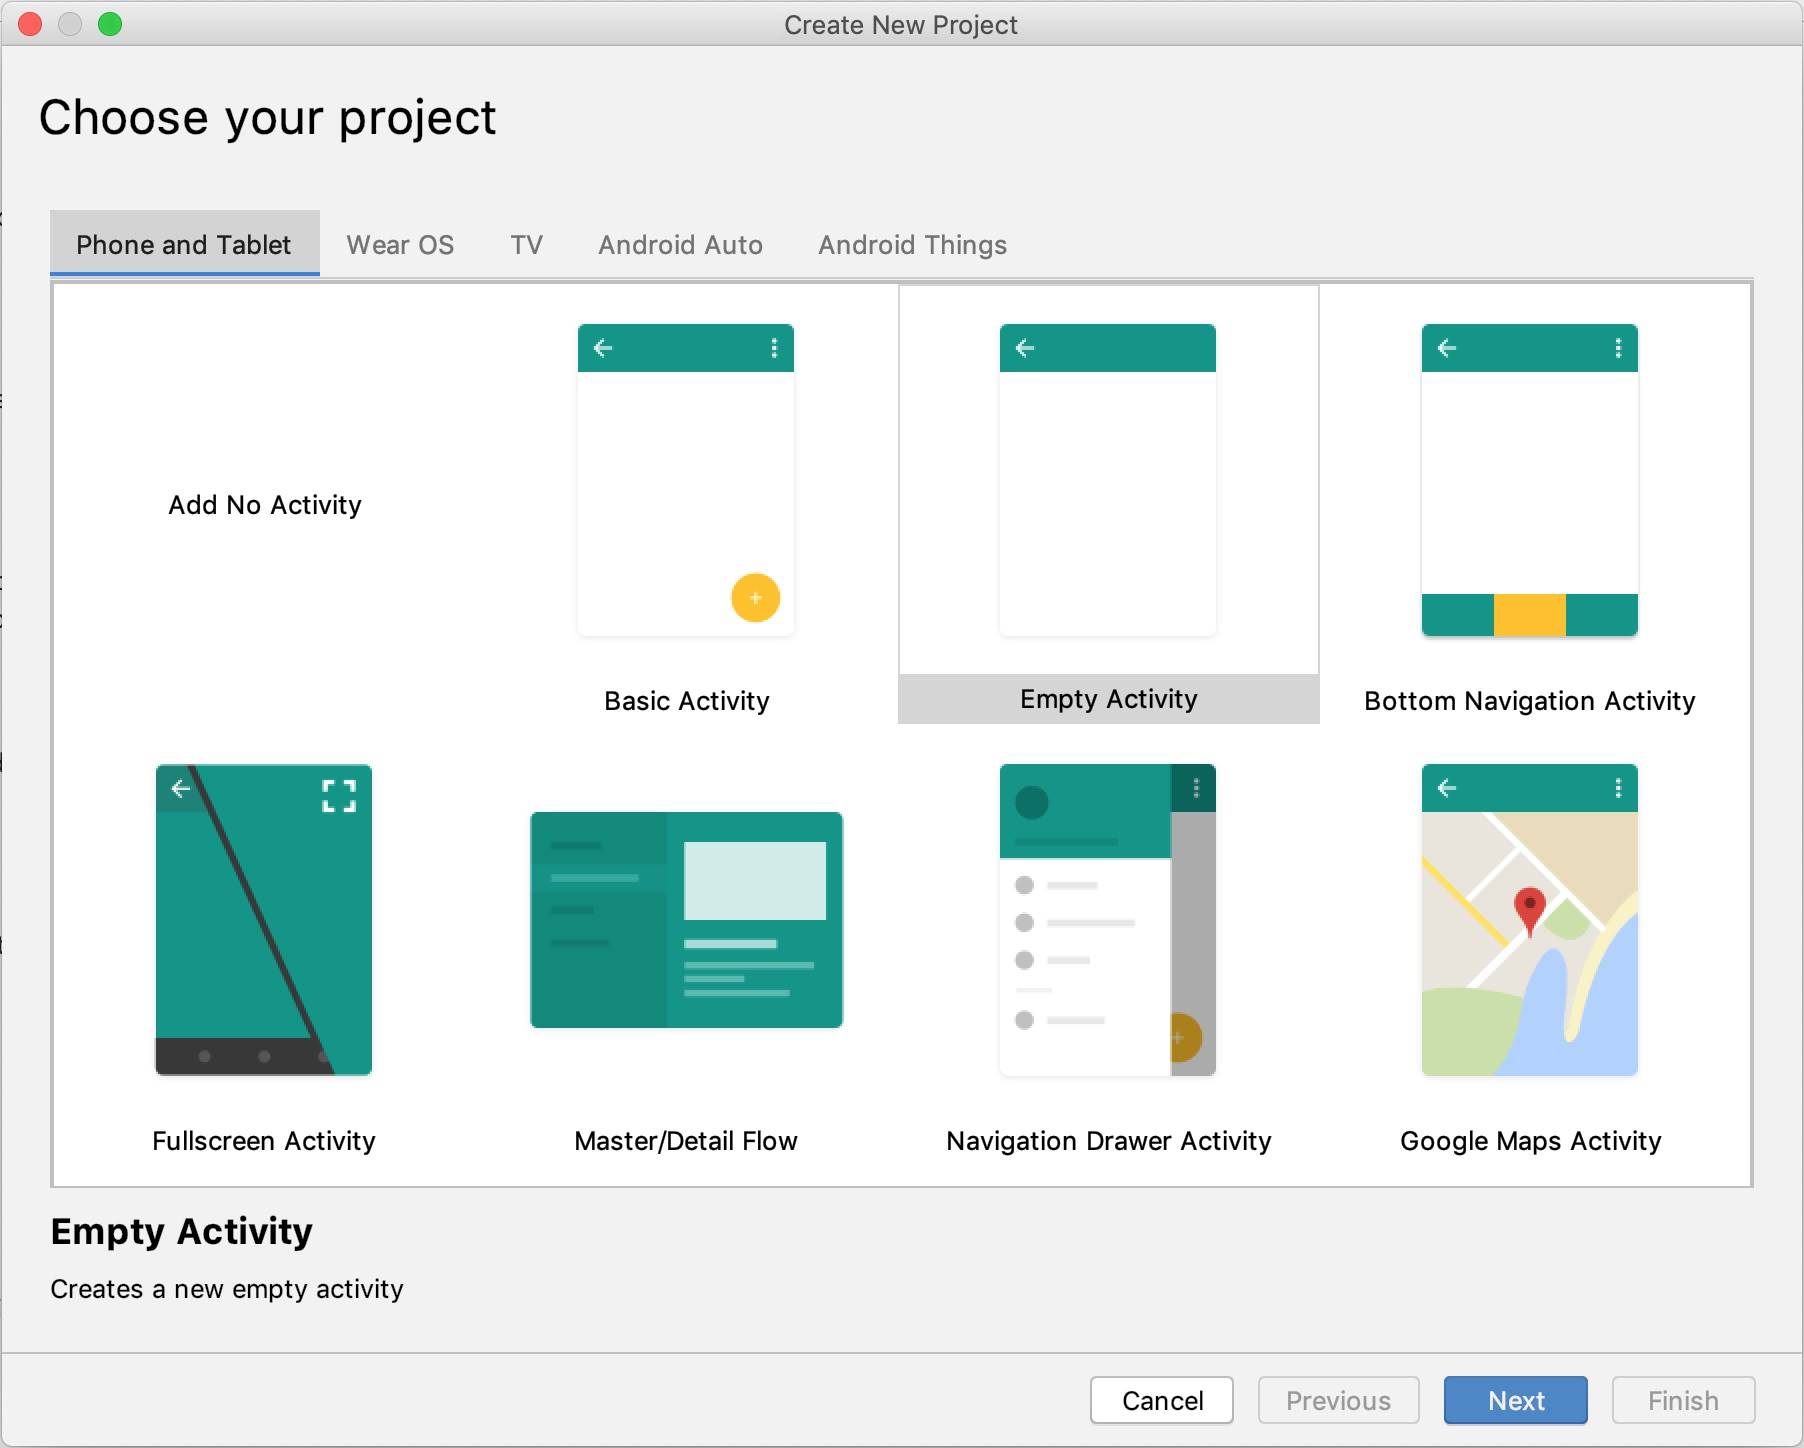 Create New Project
Choose your project
Phone and Tablet
Wear OS
TV
Android Auto
Android Things
Add No Activity
Basic Activity
Empty Activity
Bottom Navigation Activity
Fullscreen Activity
Master/Detail Flow
Navigation Drawer Activity
Google Maps Activity
Empty Activity
Creates a new empty activity
Cancel
Previous
Next
Finish